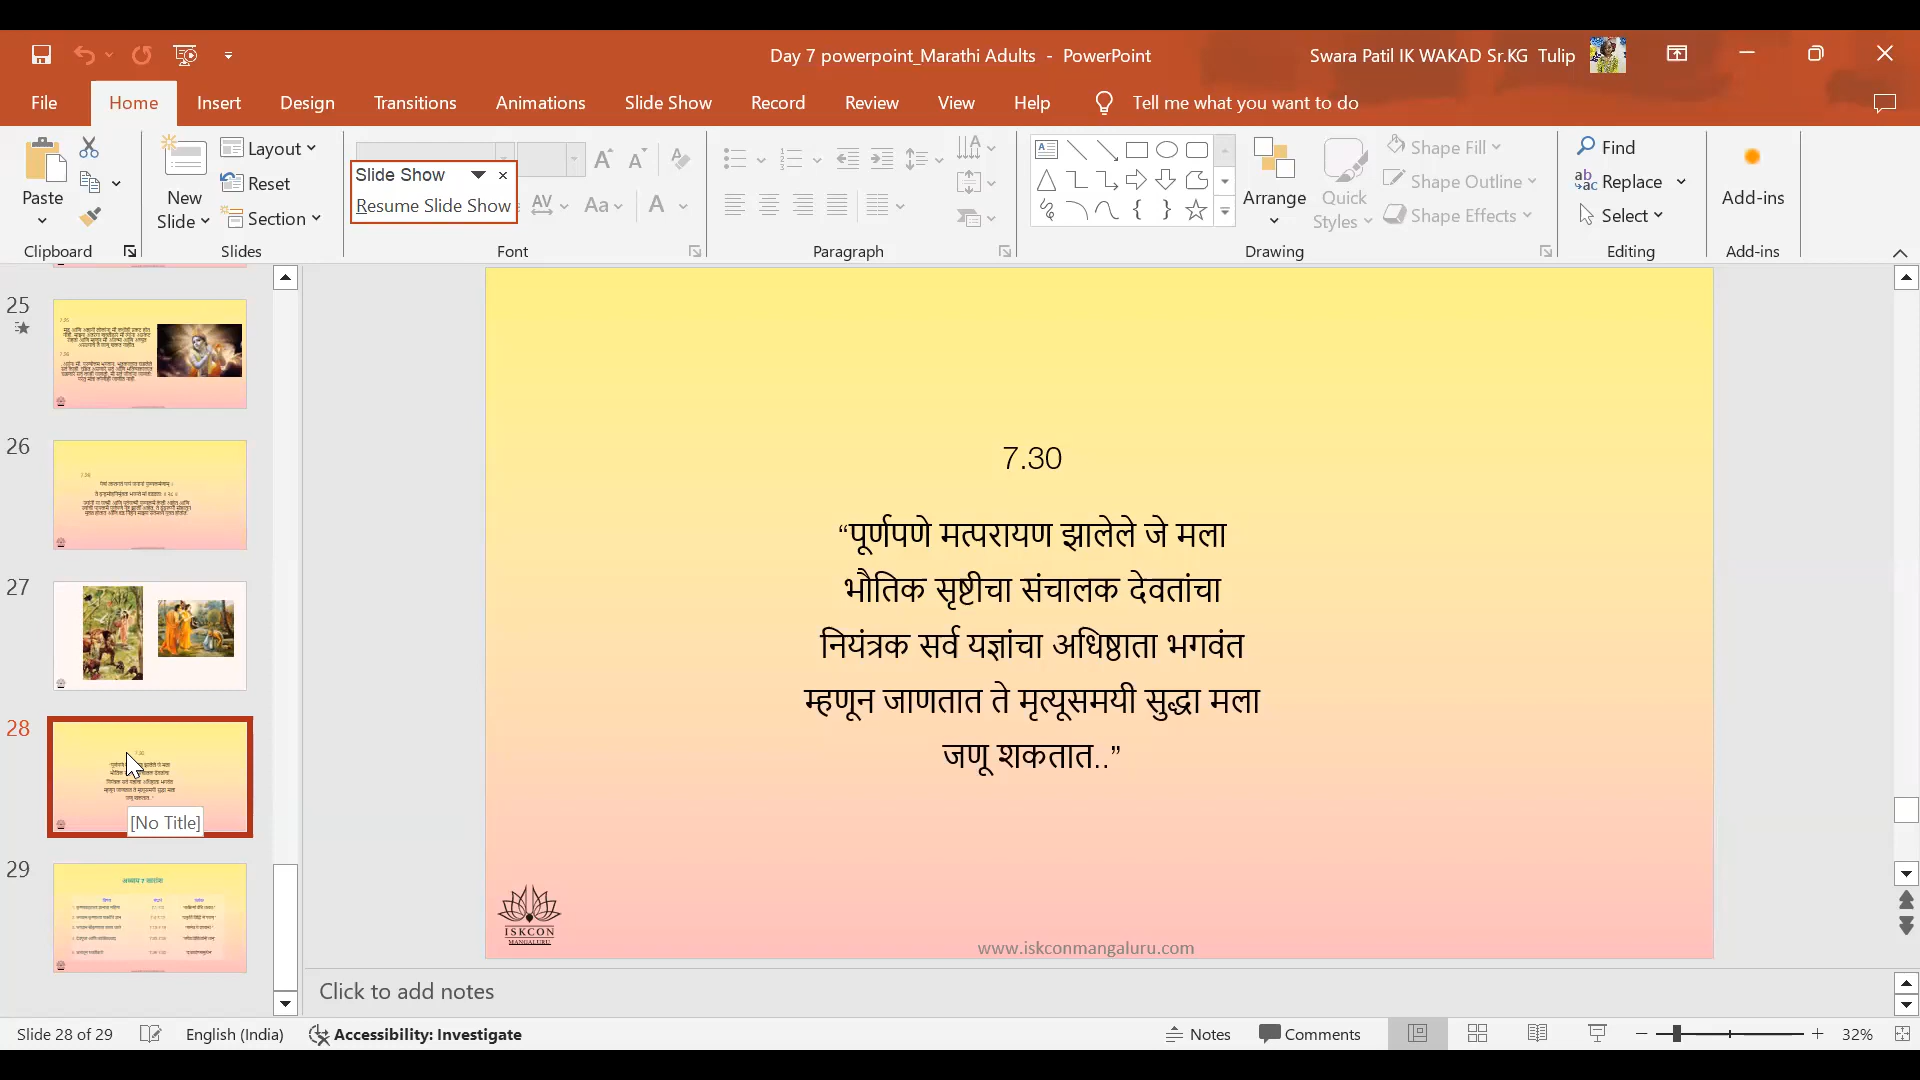 Day 7 powerpoint_Marathi Adults - PowerPoint
Swara Patil IK WAKAD Sr.KG Tulip
File Home Insert Design Transitions Animations Slide Show Record Review View Help Tell me what you want to do
Paste
Clipboard
New Slide
Layout
Reset
Section
Slides
Slide Show
Resume Slide Show
Font
Paragraph
Arrange
Quick Styles
Shape Fill
Shape Outline
Shape Effects
Drawing
Find
Replace
Select
Editing
Add-ins
Add-ins
25
26
27
28
[No Title]
29
7.30
“पूर्णपणे मत्परायण झालेले जे मला
भौतिक सृष्टीचा संचालक देवतांचा
नियंत्रक सर्व यज्ञांचा अधिष्ठाता भगवंत
म्हणून जाणतात ते मृत्यूसमयी सुद्धा मला
जणू शकतात..”
ISKCON
MANGALURU
www.iskconmangaluru.com
Click to add notes
Slide 28 of 29 English (India) Accessibility: Investigate Notes Comments 32%